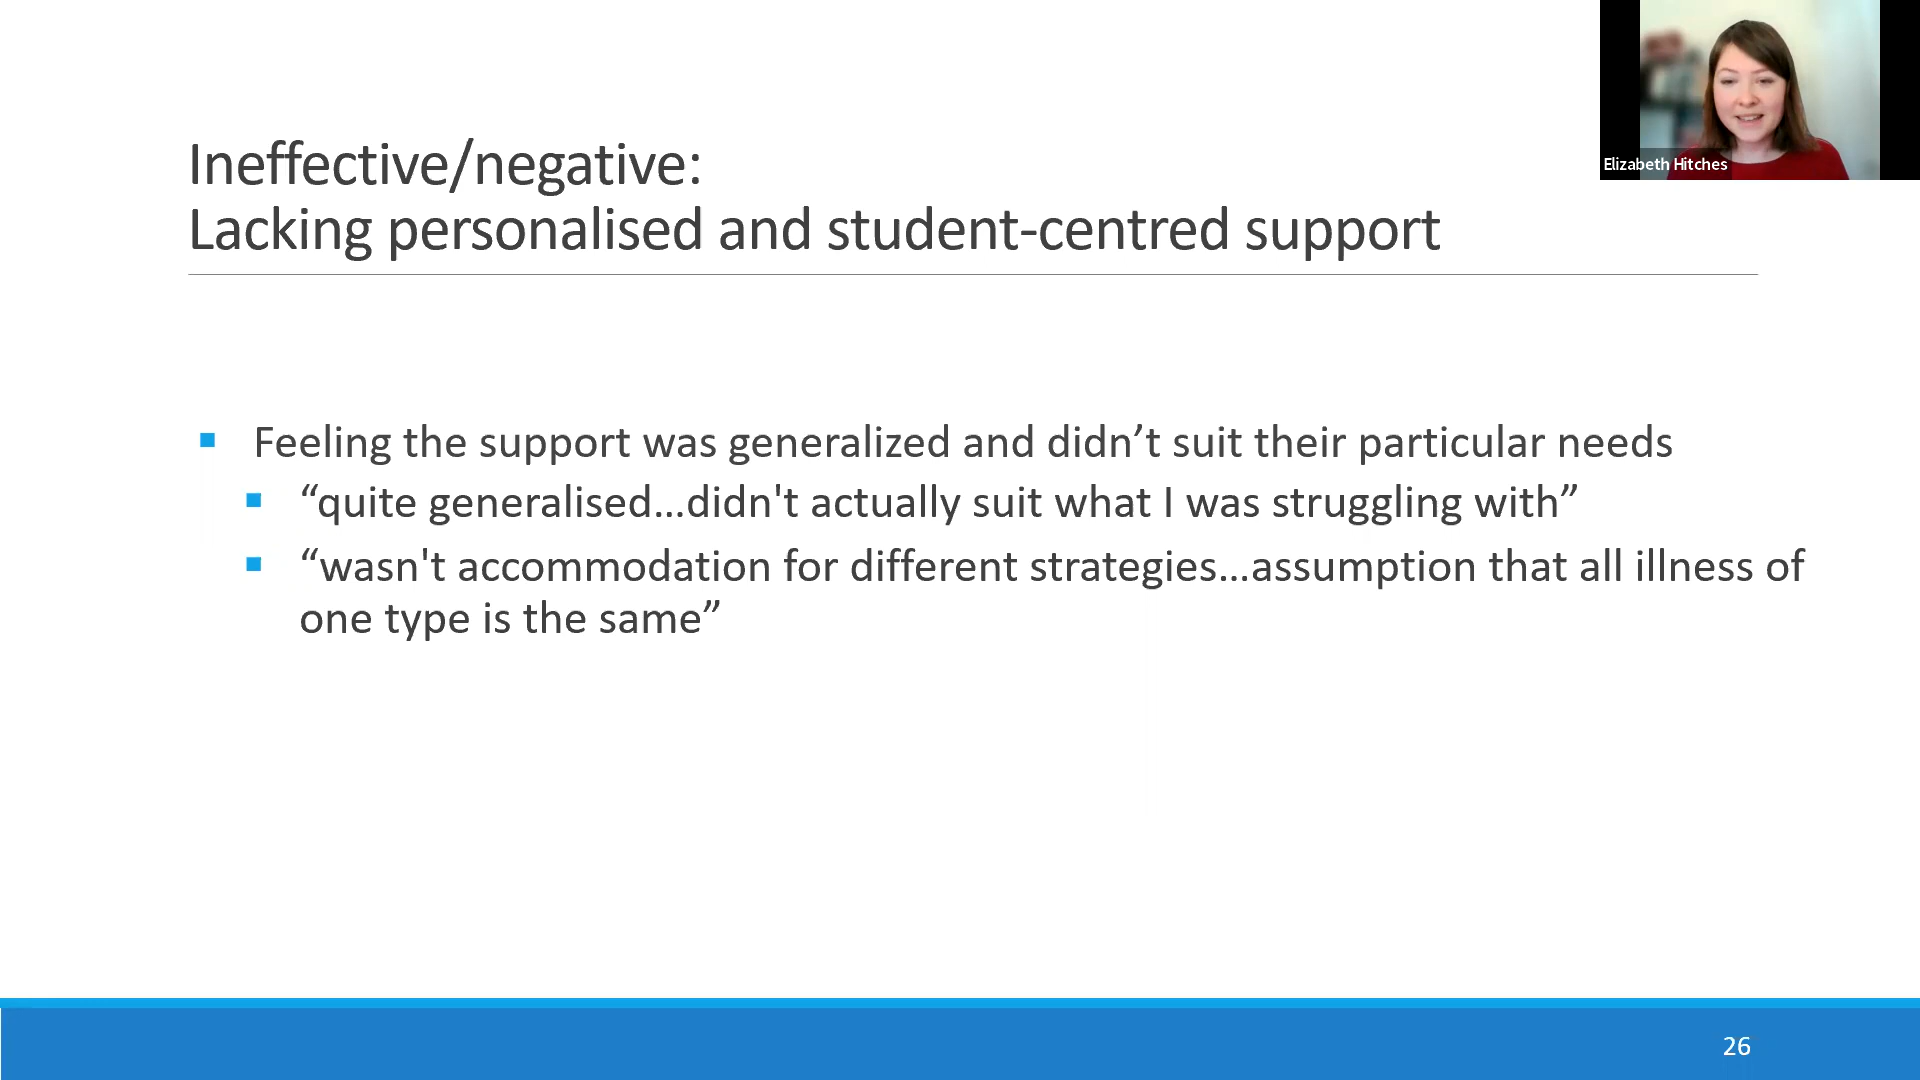 Elizabeth Hitches
Ineffective/negative:
Lacking personalised and student-centred support
Feeling the support was generalized and didn’t suit their particular needs
“quite generalised…didn't actually suit what I was struggling with”
“wasn't accommodation for different strategies…assumption that all illness of
one type is the same”
26